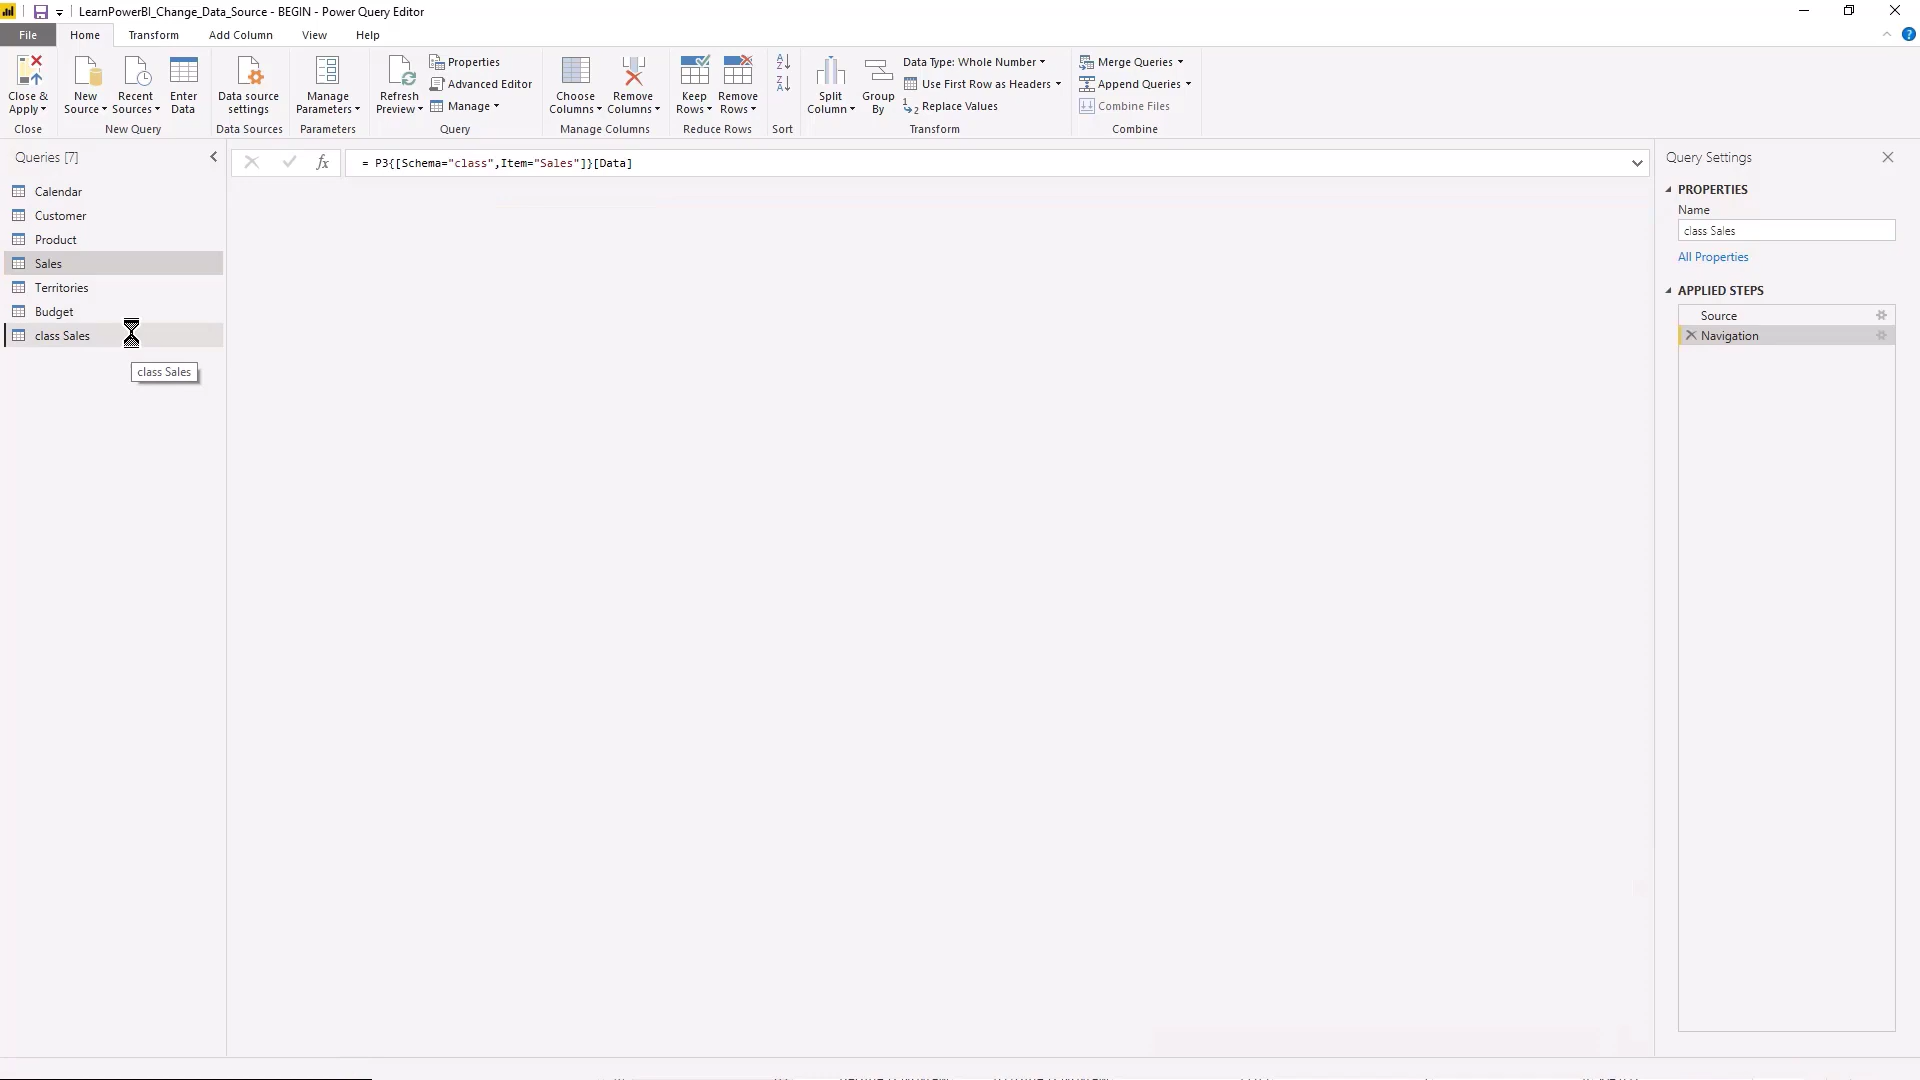 LearnPowerBI_Change_Data_Source - BEGIN - Power Query Editor
File Home Transform Add Column View Help
Close & Apply
New Source
Recent Sources
Enter Data
Data source settings
Manage Parameters
Refresh Preview
Properties
Advanced Editor
Manage
Choose Columns
Remove Columns
Keep Rows
Remove Rows
Split Column
Group By
Data Type: Whole Number
Use First Row as Headers
Replace Values
Merge Queries
Append Queries
Combine Files
Close New Query Data Sources Parameters Query Manage Columns Reduce Rows Sort Transform Combine
Queries [7]
Calendar
Customer
Product
Sales
Territories
Budget
class Sales
class Sales
fx = P3{[Schema="class",Item="Sales"]}[Data]
Query Settings
PROPERTIES
Name
class Sales
All Properties
APPLIED STEPS
Source
Navigation